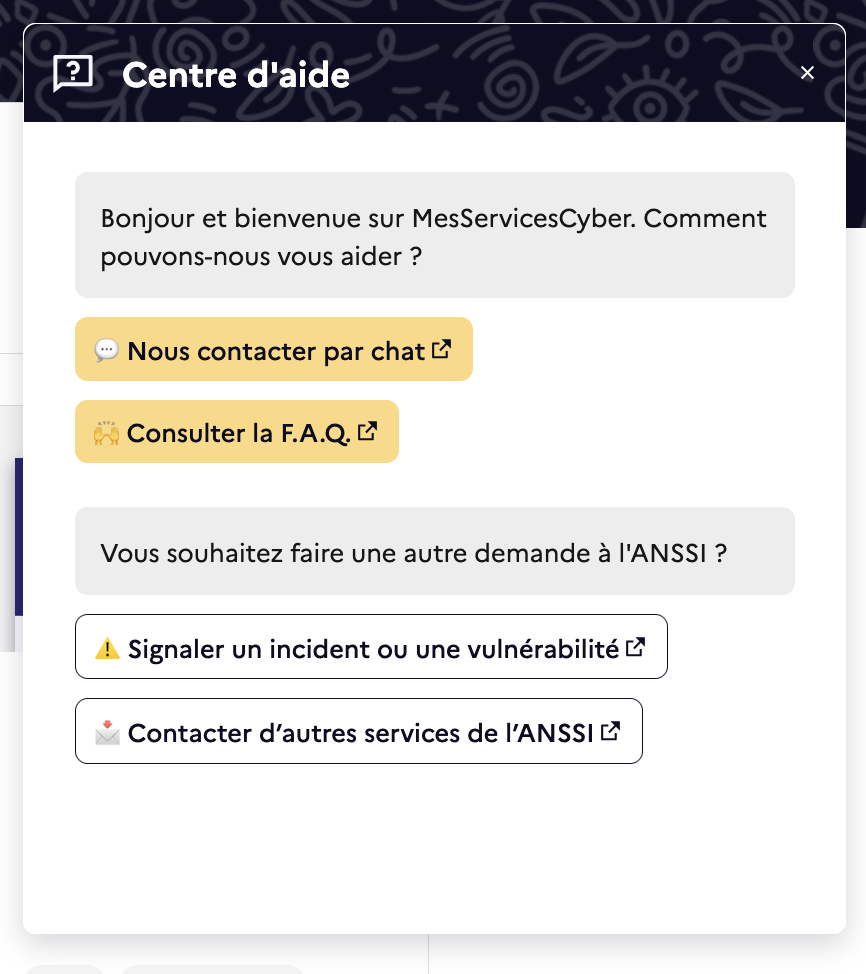 Centre d'aide
Bonjour et bienvenue sur MesServicesCyber. Comment
pouvons-nous vous aider ?
Nous contacter par chat
Consulter la F.A.Q.
Vous souhaitez faire une autre demande à l'ANSSI ?
Signaler un incident ou une vulnérabilité
Contacter d’autres services de l’ANSSI